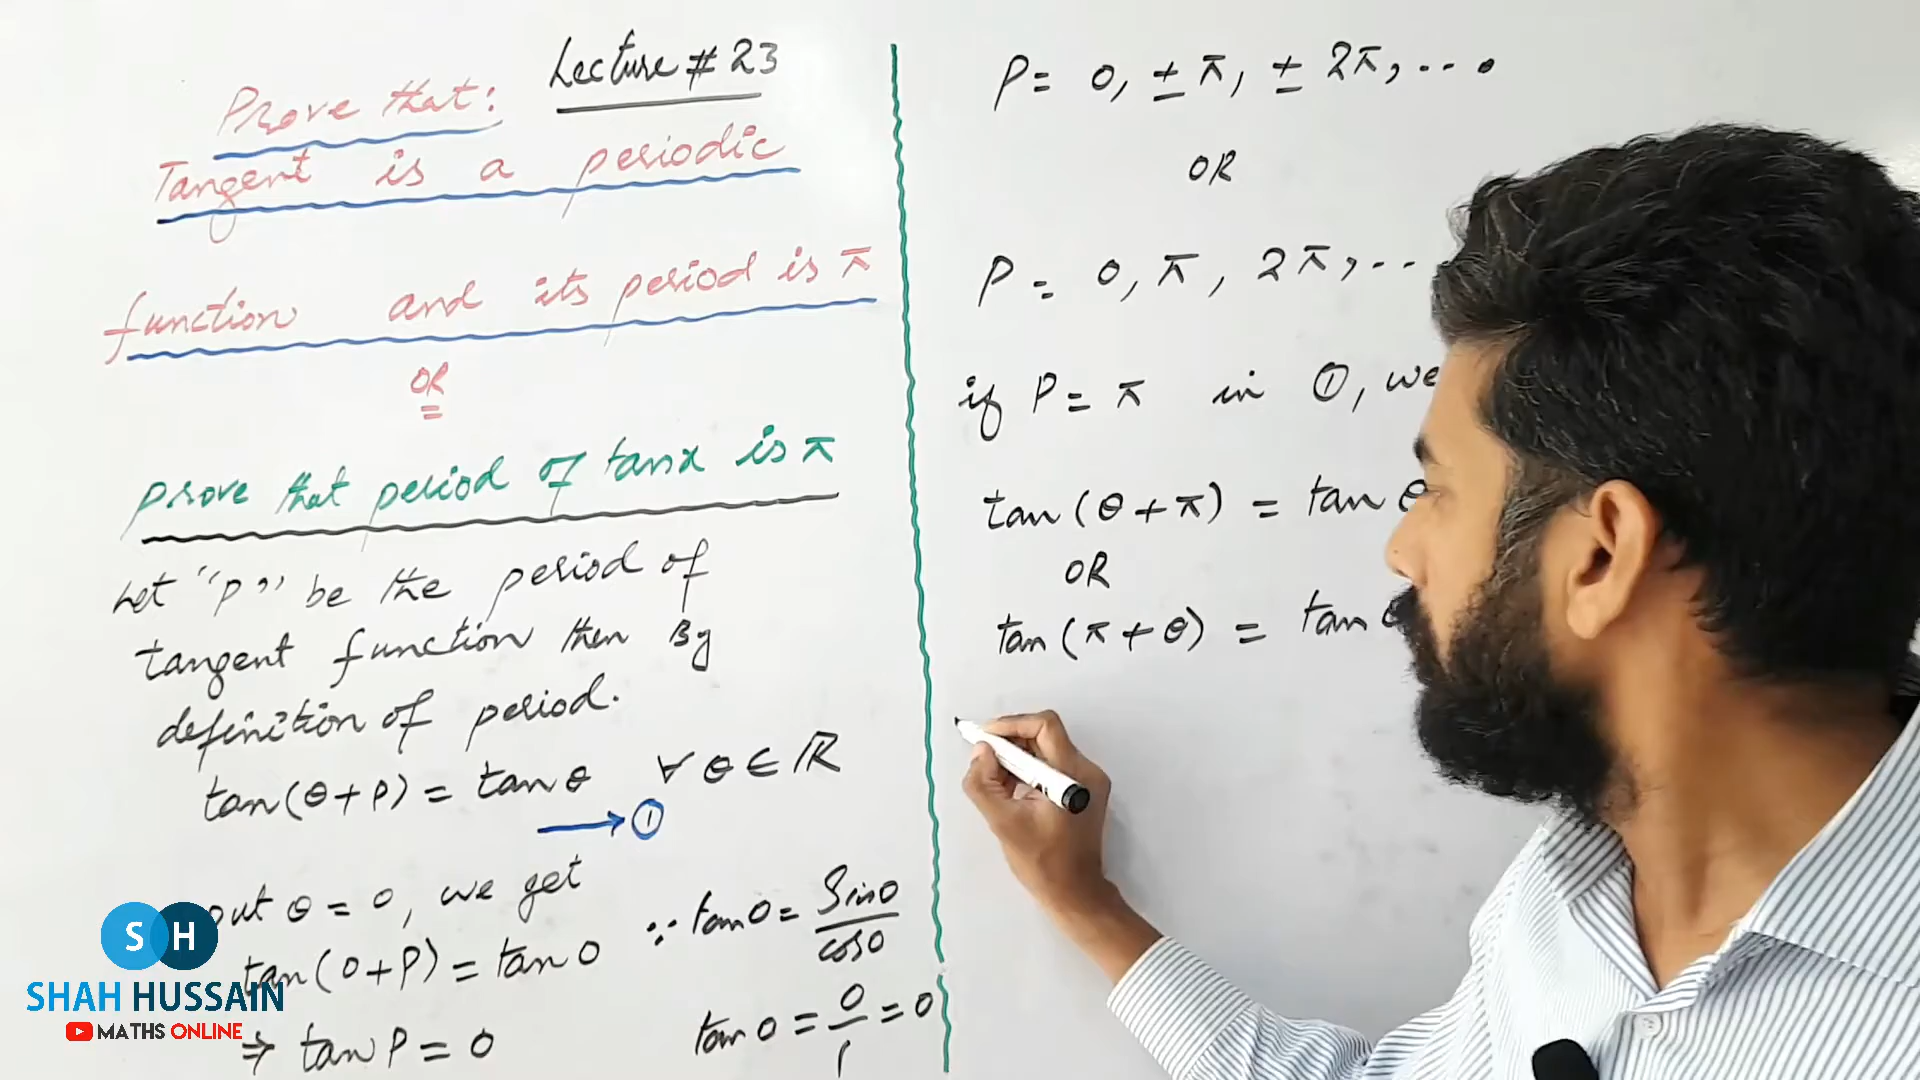 Lecture # 23
Prove that:
Tangent is a periodic
function and its period is π
OR
prove that period of tanx is π
Let "P" be the period of
tangent function then By
definition of period.
tan(θ+P) = tanθ ∀ θ ∈ ℝ
→ ①
put θ = 0, we get
tan(0+P) = tan0
⇒ tanP = 0
∵ tan0 = Sin0/cos0
tan0 = 0/1 = 0
P = 0, ± π, ± 2π, ...
OR
P = 0, π, 2π, ...
if P = π in ①, we
tan(θ+π) = tan
OR
tan(π+θ) = tan
SH
SHAH HUSSAIN
MATHS ONLINE